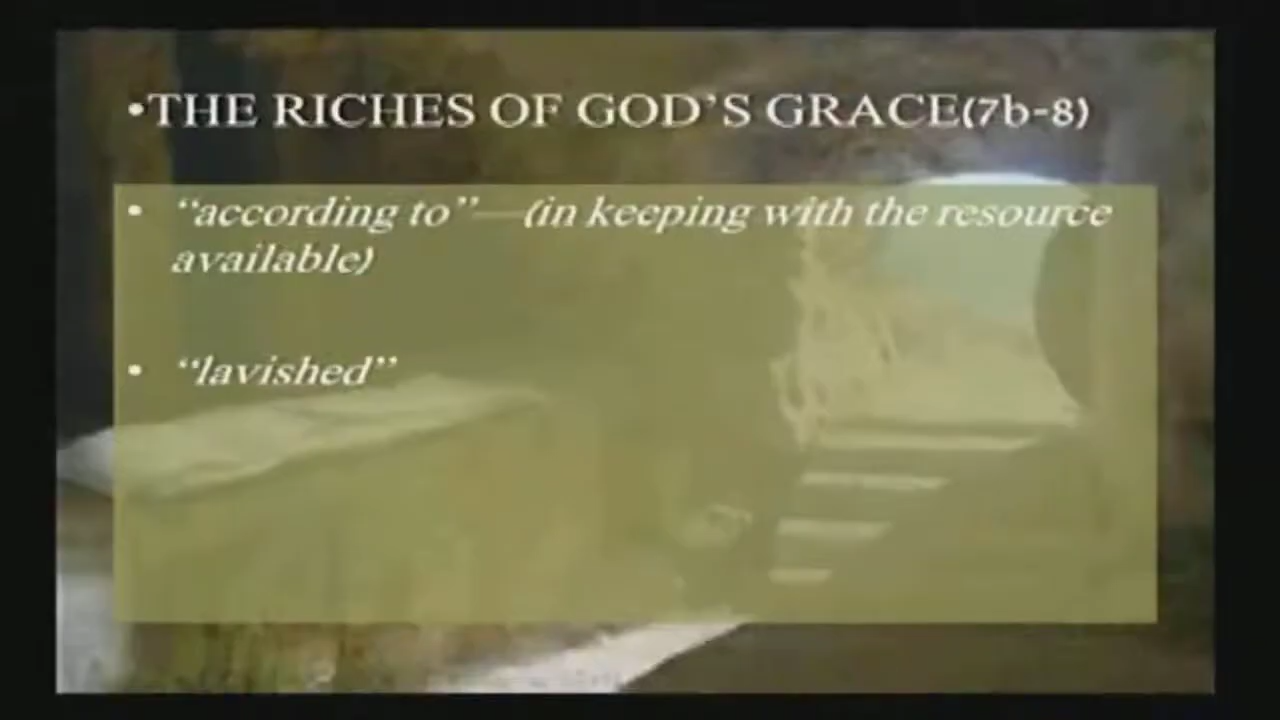 •THE RICHES OF GOD’S GRACE(7b-8)
• “according to”—(in keeping with the resource
available)
• “lavished”